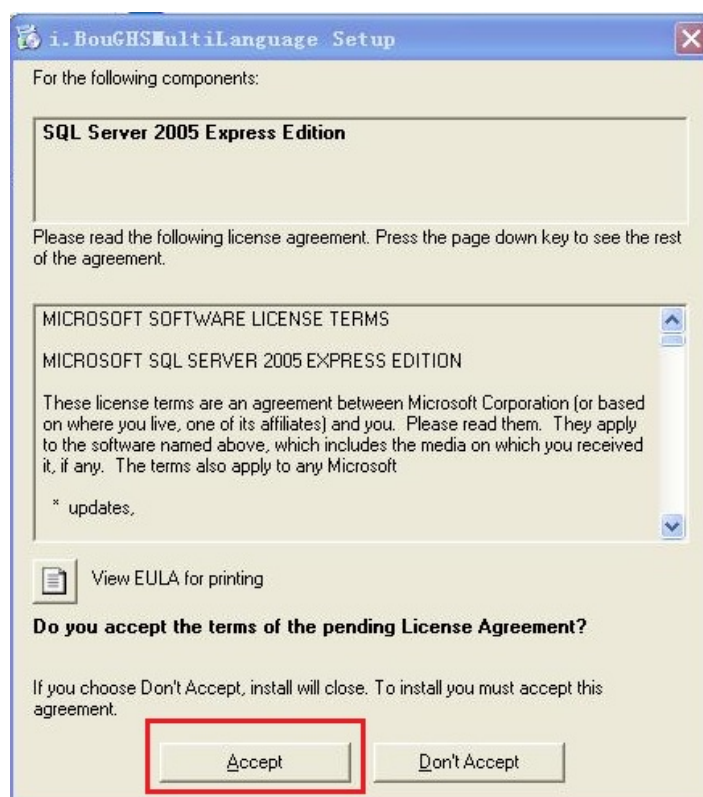 i.BouGHSMultiLanguage Setup
For the following components:
SQL Server 2005 Express Edition
Please read the following license agreement. Press the page down key to see the rest
of the agreement.
MICROSOFT SOFTWARE LICENSE TERMS
MICROSOFT SQL SERVER 2005 EXPRESS EDITION
These license terms are an agreement between Microsoft Corporation (or based
on where you live, one of its affiliates) and you.  Please read them.  They apply
to the software named above, which includes the media on which you received
it, if any.  The terms also apply to any Microsoft
* updates,
View EULA for printing
Do you accept the terms of the pending License Agreement?
If you choose Don't Accept, install will close. To install you must accept this
agreement.
Accept
Don't Accept